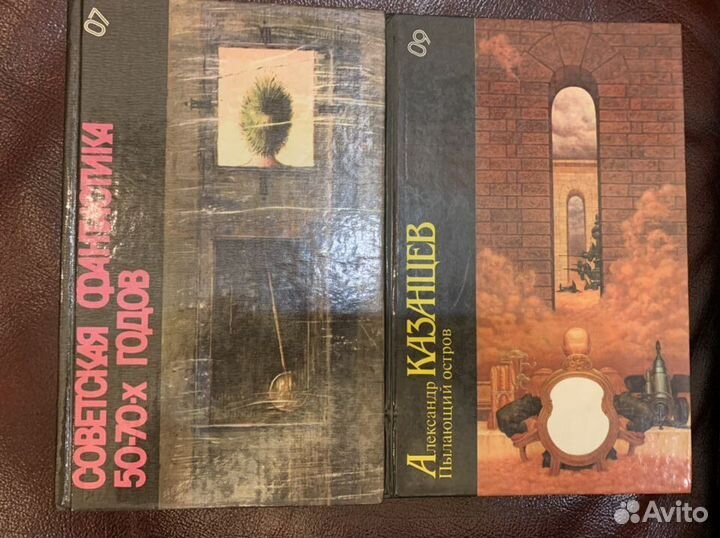 07
СОВЕТСКАЯ ФАНТАСТИКА
50-70-х ГОДОВ
09
Александр КАЗАНЦЕВ
Пылающий остров
Avito